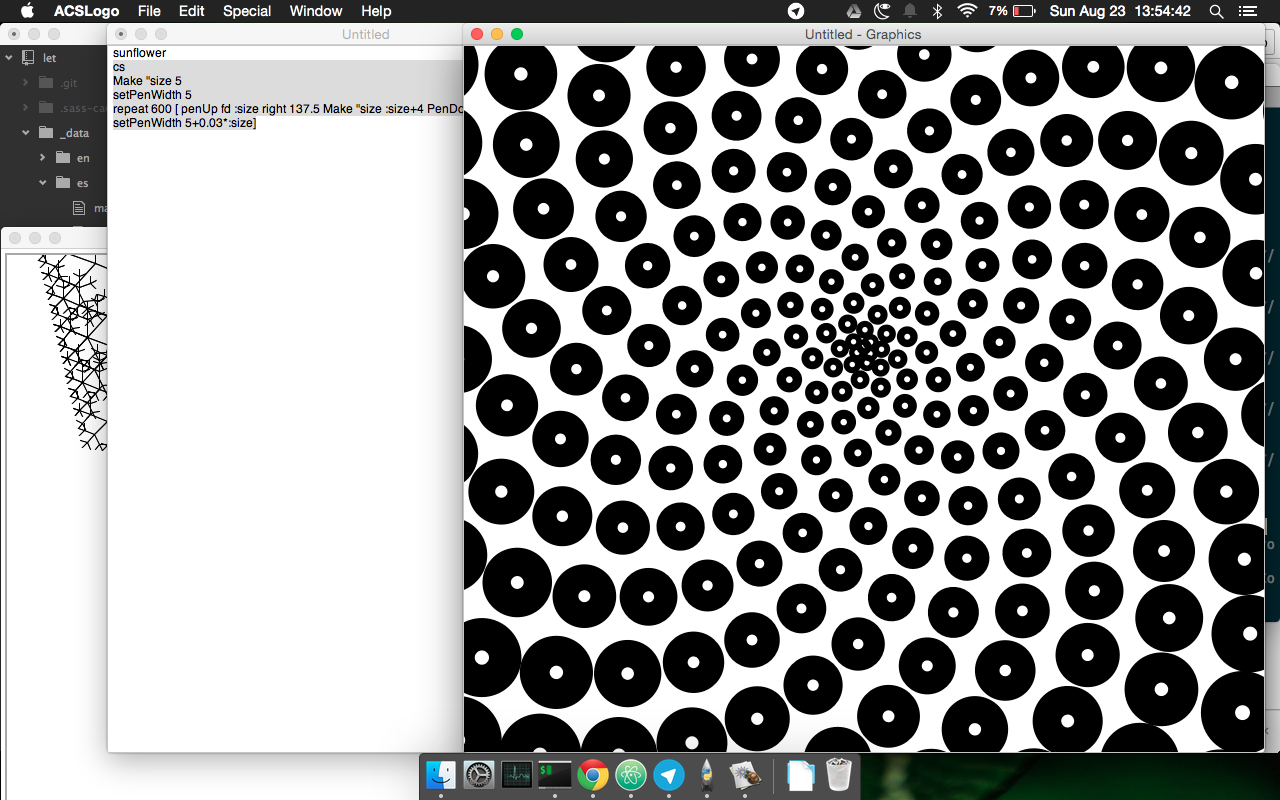 ACSLogo File Edit Special Window Help 7% Sun Aug 23 13:54:42
Untitled
Untitled - Graphics
let
.git
.sass-ca
_data
en
es
ma
sunflower
cs
Make "size 5
setPenWidth 5
repeat 600 [ penUp fd :size right 137.5 Make "size :size+4 PenDo
setPenWidth 5+0.03*:size]